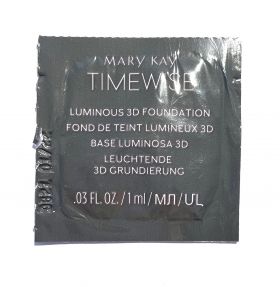 MARY KAY
TIMEWISE
LUMINOUS 3D FOUNDATION
FOND DE TEINT LUMINEUX 3D
BASE LUMINOSA 3D
LEUCHTENDE
3D GRUNDIERUNG
.03 FL. OZ./1 ml/МЛ/UL